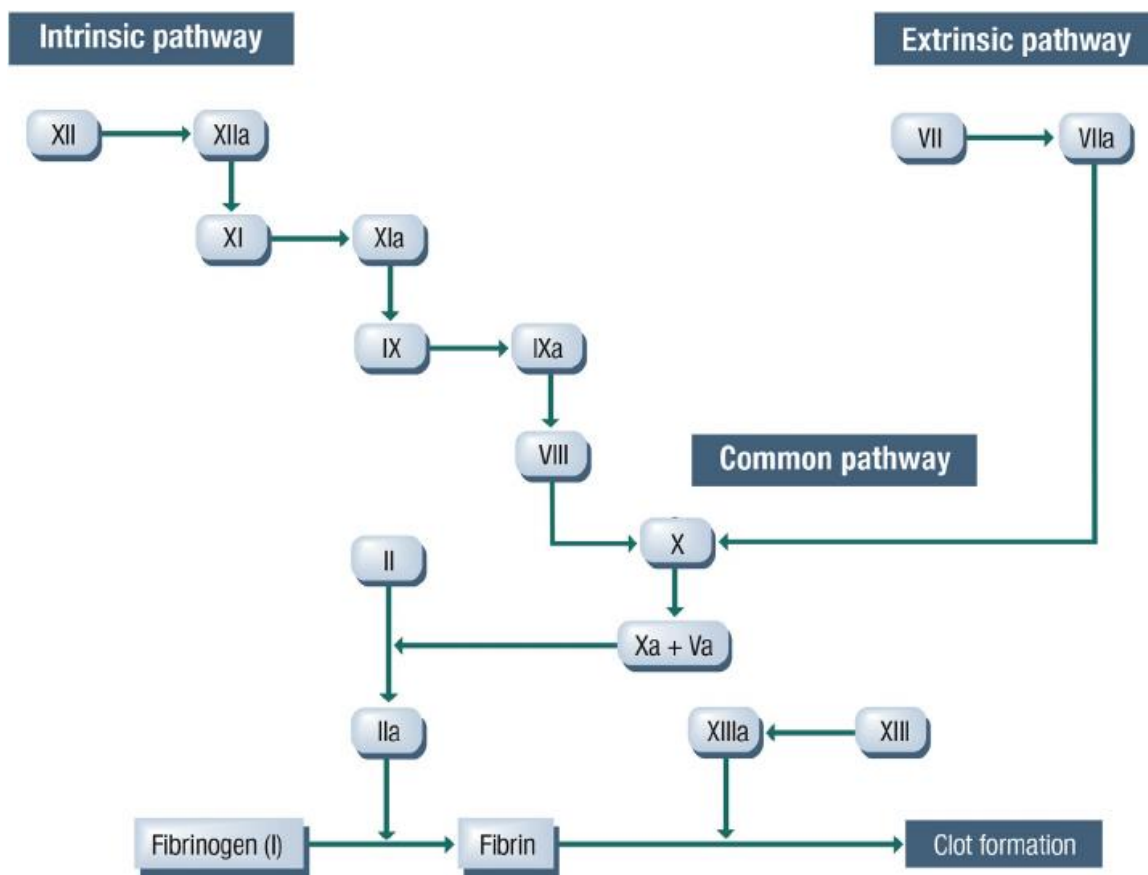 Intrinsic pathway
Extrinsic pathway
XII
XIIa
VII
VIIa
XI
XIa
IX
IXa
VIII
Common pathway
X
II
Xa + Va
IIa
XIIIa
XIII
Fibrinogen (I)
Fibrin
Clot formation